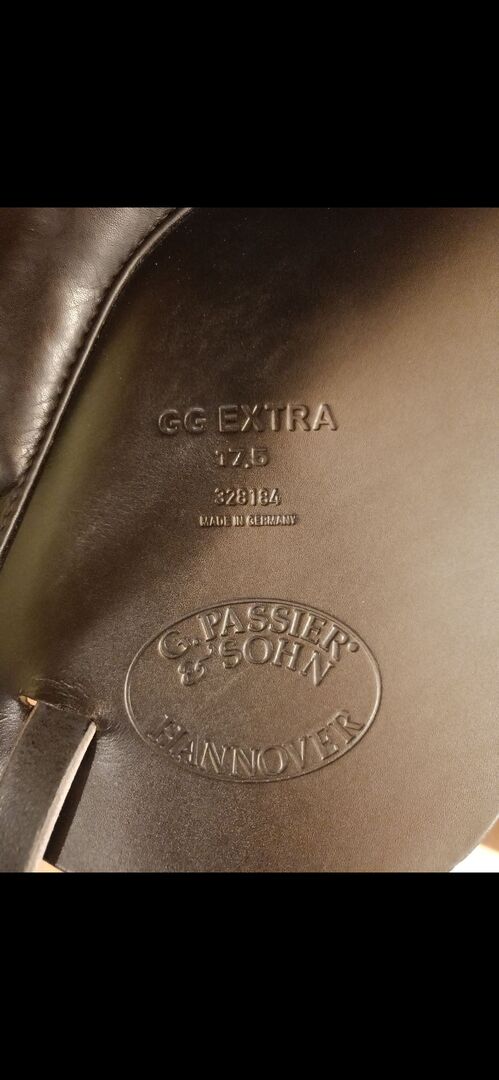 GG EXTRA
17.5
328184
MADE IN GERMANY
G. PASSIER
& SOHN
HANNOVER